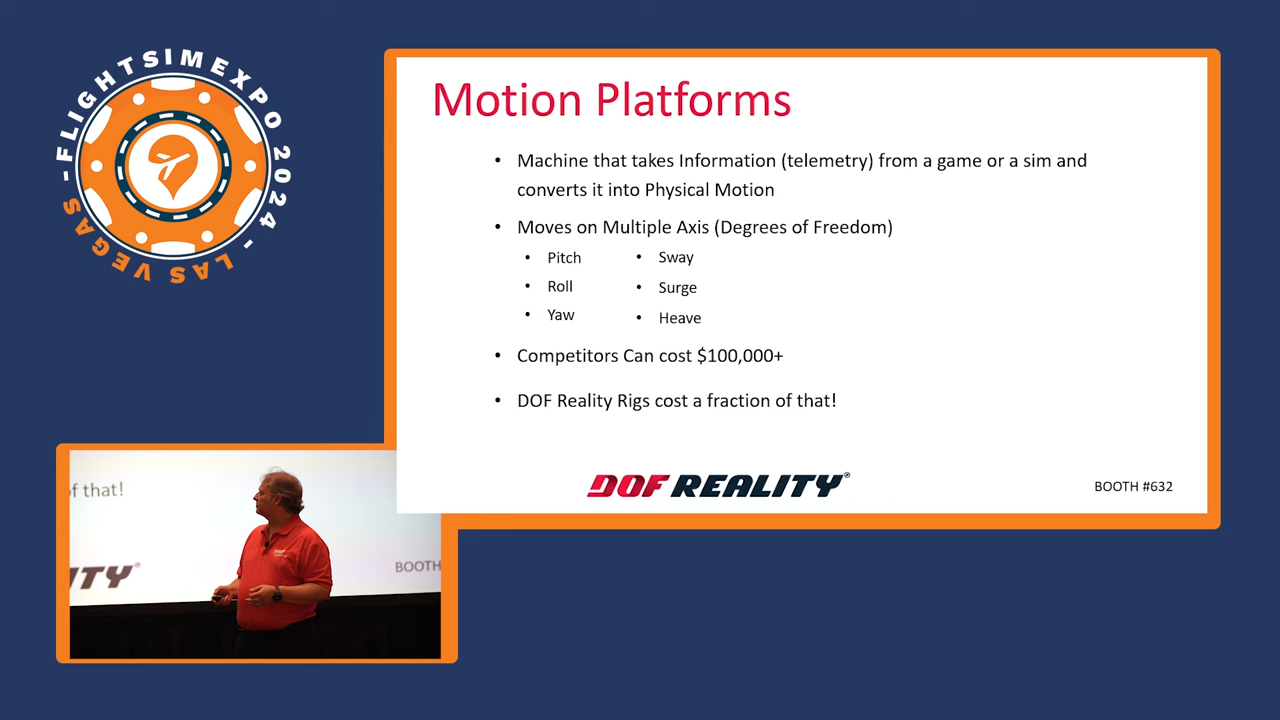 FLIGHTSIMEXPO 2024 -
LAS VEGAS -
Motion Platforms
• Machine that takes Information (telemetry) from a game or a sim and
converts it into Physical Motion
• Moves on Multiple Axis (Degrees of Freedom)
• Pitch
• Roll
• Yaw
• Sway
• Surge
• Heave
• Competitors Can cost $100,000+
• DOF Reality Rigs cost a fraction of that!
DOF REALITY®
BOOTH #632
of that!
ITY
BOOTH